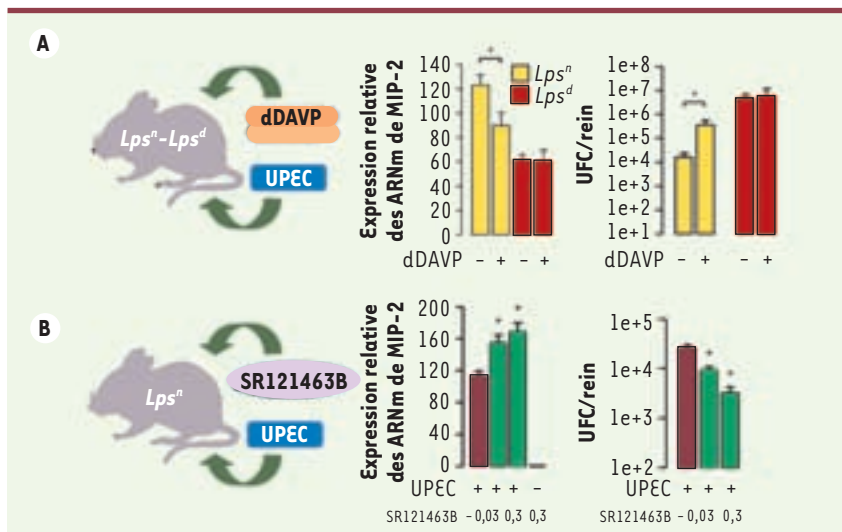 A
Lpsⁿ-Lpsᵈ
dDAVP
UPEC
Expression relative
des ARNm de MIP-2
140
120
100
80
60
40
20
0
*
Lpsⁿ
Lpsᵈ
dDAVP - + - +
UFC/rein
1e+8
1e+7
1e+6
1e+5
1e+4
1e+3
1e+2
1e+1
*
dDAVP - + - +
B
Lpsⁿ
SR121463B
UPEC
Expression relative
des ARNm de MIP-2
200
160
120
80
40
0
* *
UPEC + + + -
SR121463B - 0,03 0,3 0,3
UFC/rein
1e+5
1e+4
1e+3
1e+2
* *
UPEC + + +
SR121463B - 0,03 0,3